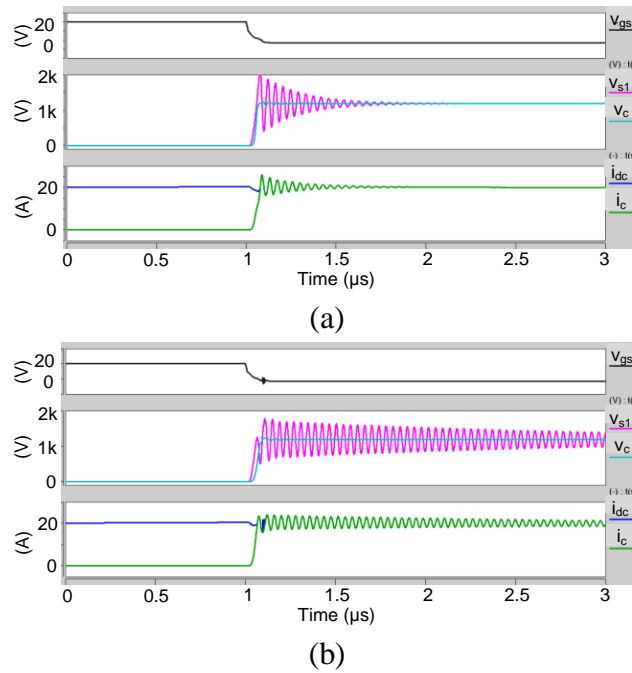 20
(V)
0
v_gs
(V) : t(s
2k
(V)
1k
0
v_s1
v_c
(-) : t(s
20
(A)
0
i_dc
i_c
0 0.5 1 1.5 2 2.5 3
Time (µs)
(a)
20
(V)
0
v_gs
(V) : t(s
2k
(V)
1k
0
v_s1
v_c
(-) : t(s
20
(A)
0
i_dc
i_c
0 0.5 1 1.5 2 2.5 3
Time (µs)
(b)